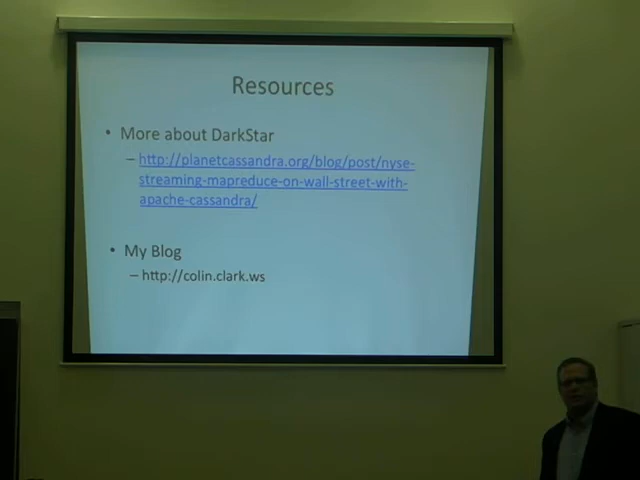 Resources
• More about DarkStar
– http://planetcassandra.org/blog/post/nyse-
streaming-mapreduce-on-wall-street-with-
apache-cassandra/
• My Blog
– http://colin.clark.ws